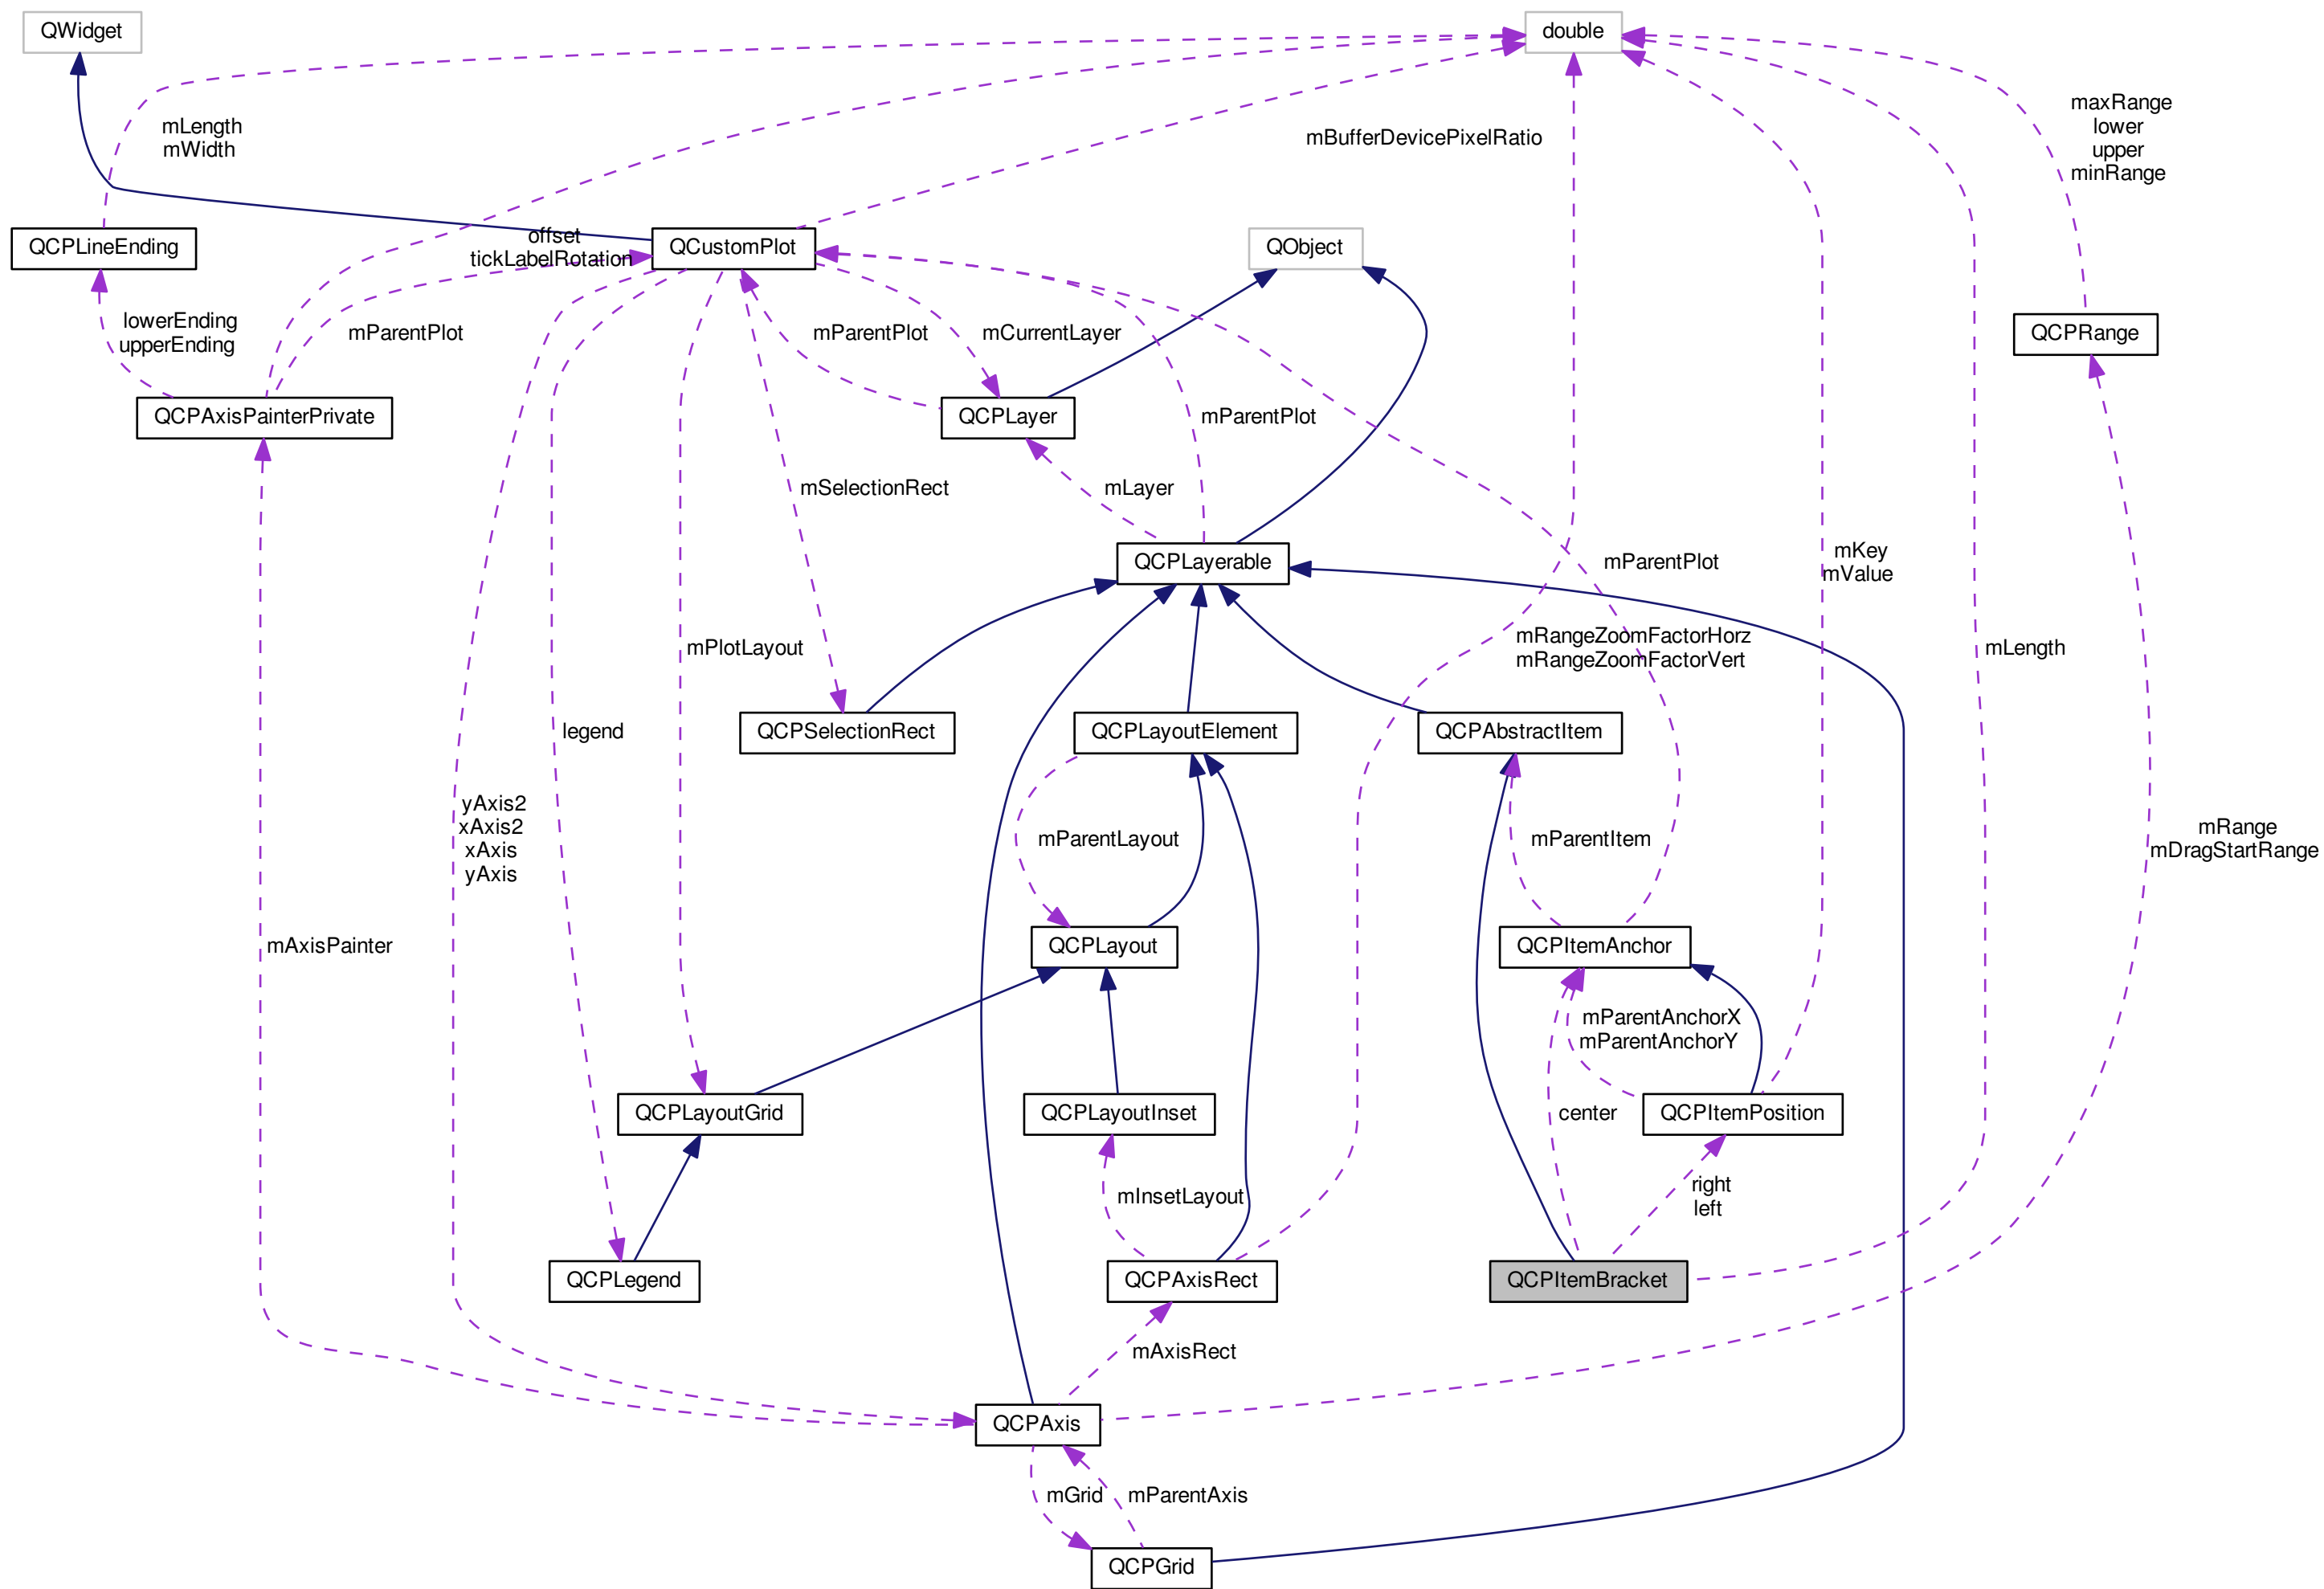 QWidget
double
maxRange
lower
upper
minRange
mLength
mWidth
mBufferDevicePixelRatio
QCPLineEnding
offset
tickLabelRotation
QCustomPlot
QObject
lowerEnding
upperEnding
mParentPlot
mParentPlot
mCurrentLayer
QCPRange
QCPAxisPainterPrivate
QCPLayer
mParentPlot
mSelectionRect
mLayer
QCPLayerable
mParentPlot
mKey
mValue
mPlotLayout
mRangeZoomFactorHorz
mRangeZoomFactorVert
mLength
legend
QCPSelectionRect
QCPLayoutElement
QCPAbstractItem
yAxis2
xAxis2
xAxis
yAxis
mParentLayout
mParentItem
mRange
mDragStartRange
mAxisPainter
QCPLayout
QCPItemAnchor
mParentAnchorX
mParentAnchorY
QCPLayoutGrid
QCPLayoutInset
center
QCPItemPosition
mInsetLayout
right
left
QCPLegend
QCPAxisRect
QCPItemBracket
mAxisRect
QCPAxis
mGrid
mParentAxis
QCPGrid